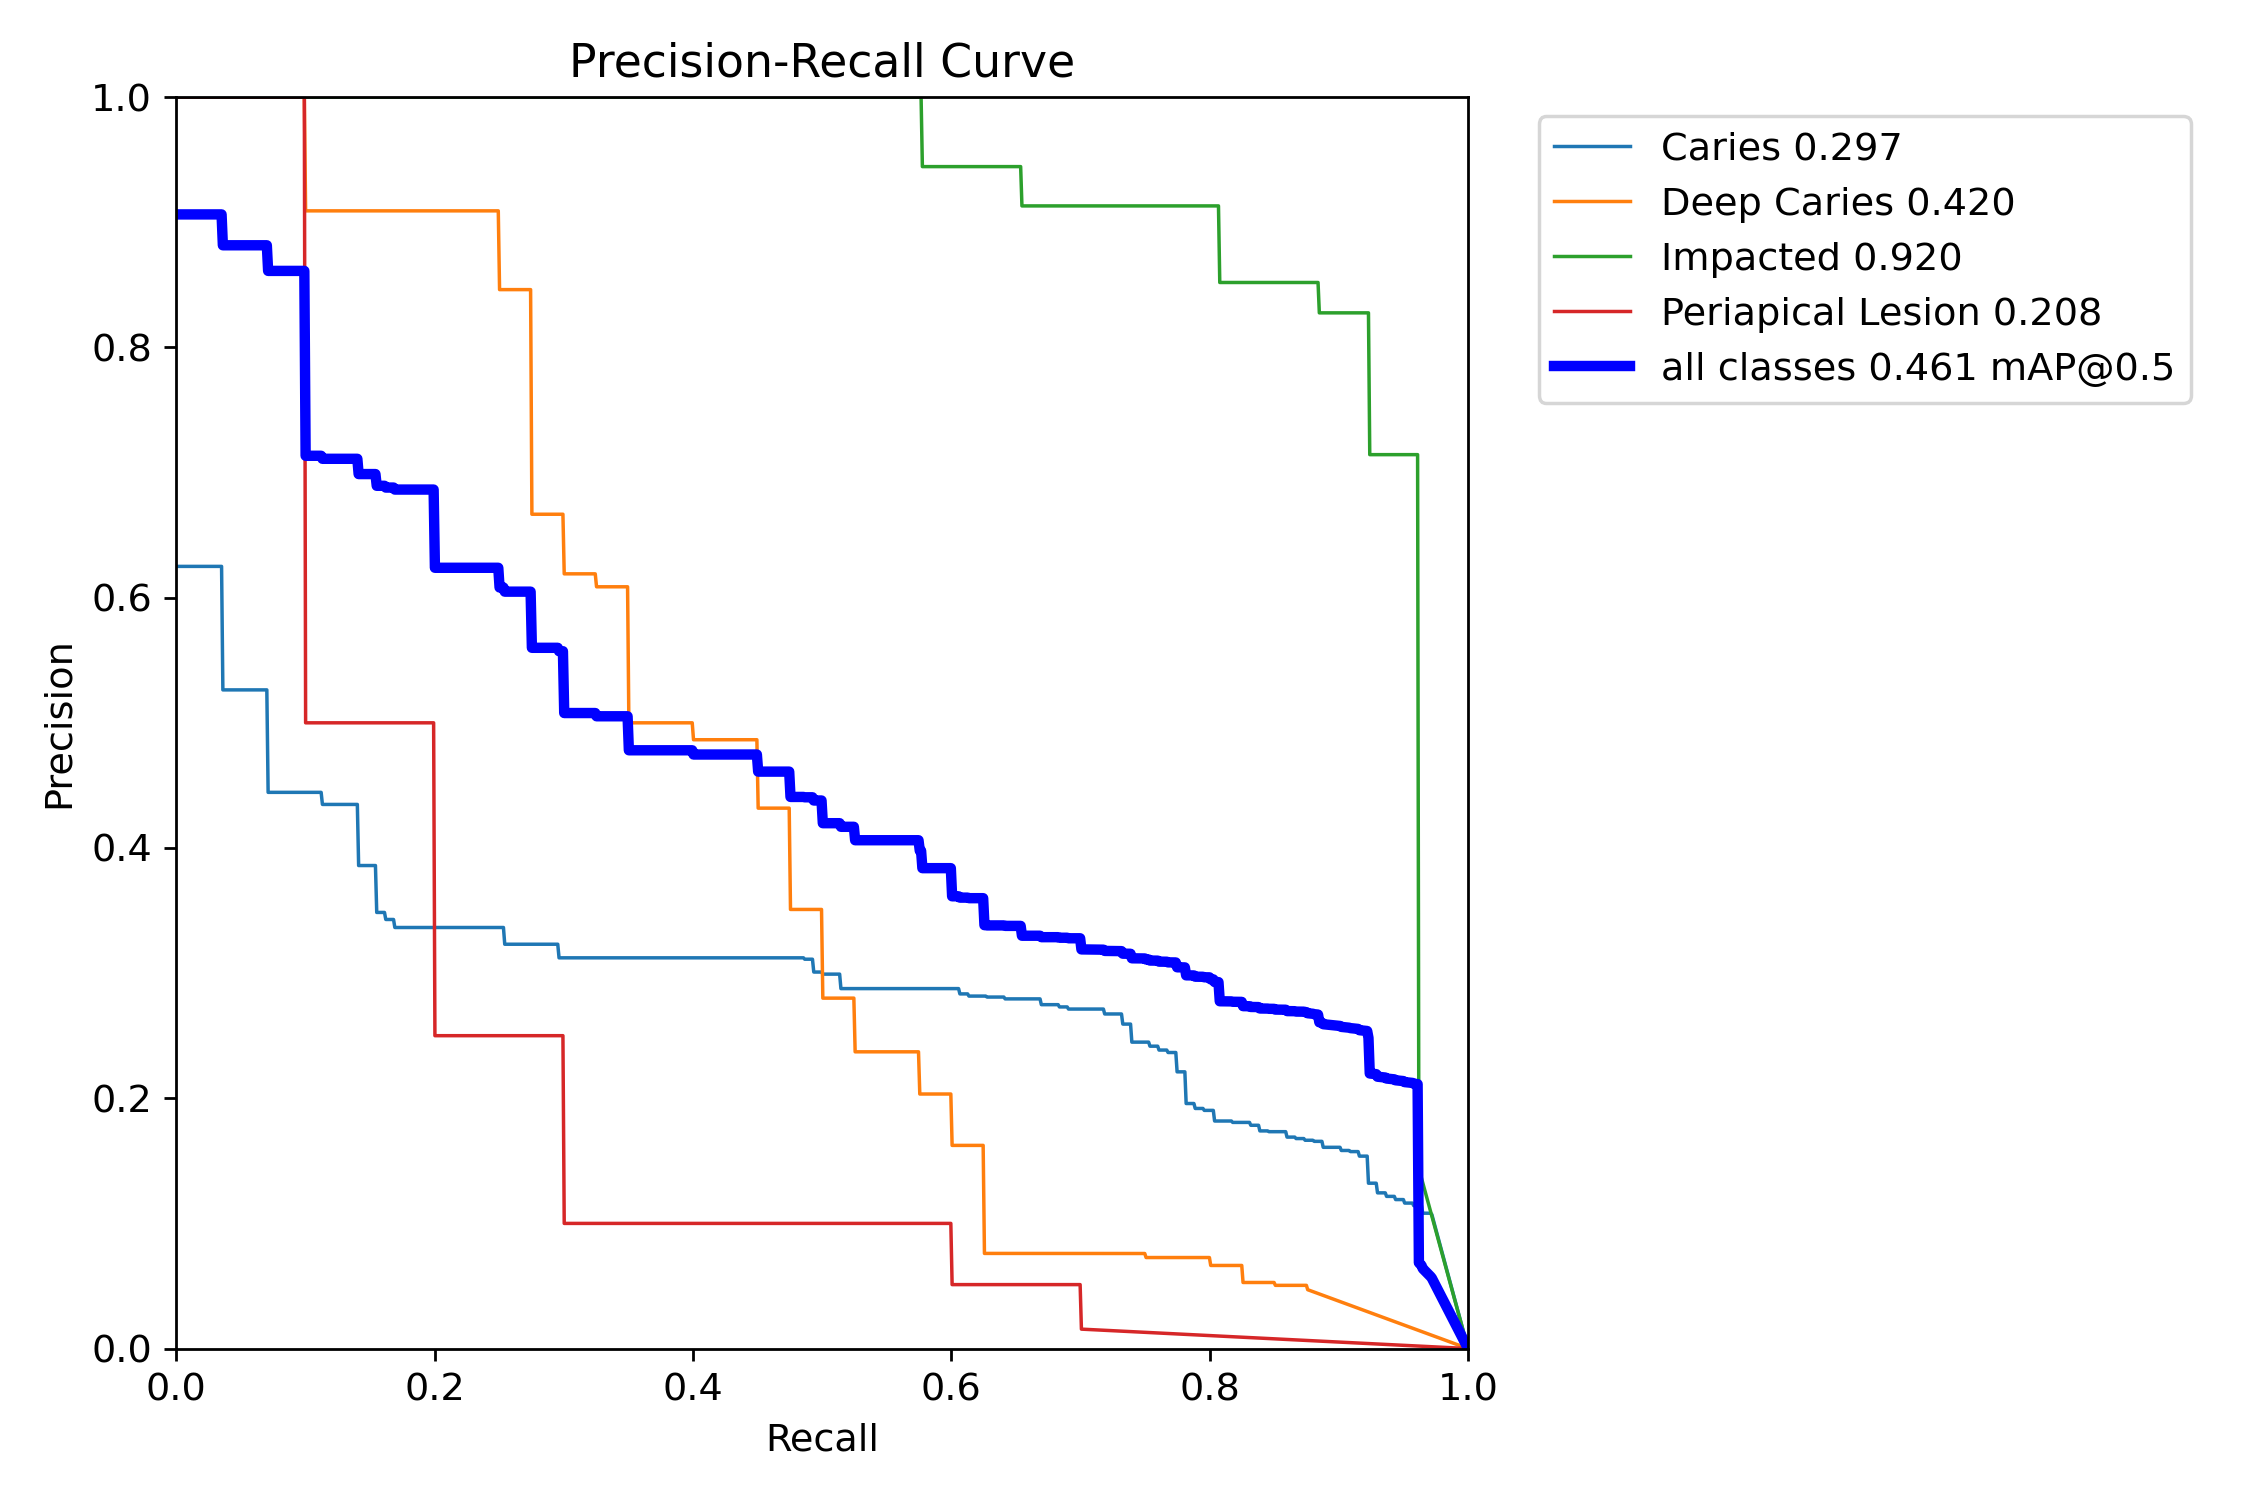 Precision-Recall Curve
Caries 0.297
Deep Caries 0.420
Impacted 0.920
Periapical Lesion 0.208
all classes 0.461 mAP@0.5
Precision
1.0
0.8
0.6
0.4
0.2
0.0
0.0 0.2 0.4 0.6 0.8 1.0
Recall